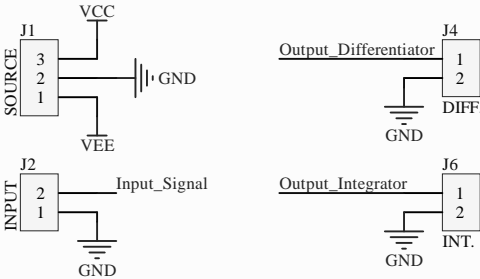 VCC
J1
SOURCE
3
2
1
GND
VEE
Output_Differentiator
J4
1
2
DIFF.
GND
J2
INPUT
2
1
Input_Signal
GND
Output_Integrator
J6
1
2
INT.
GND